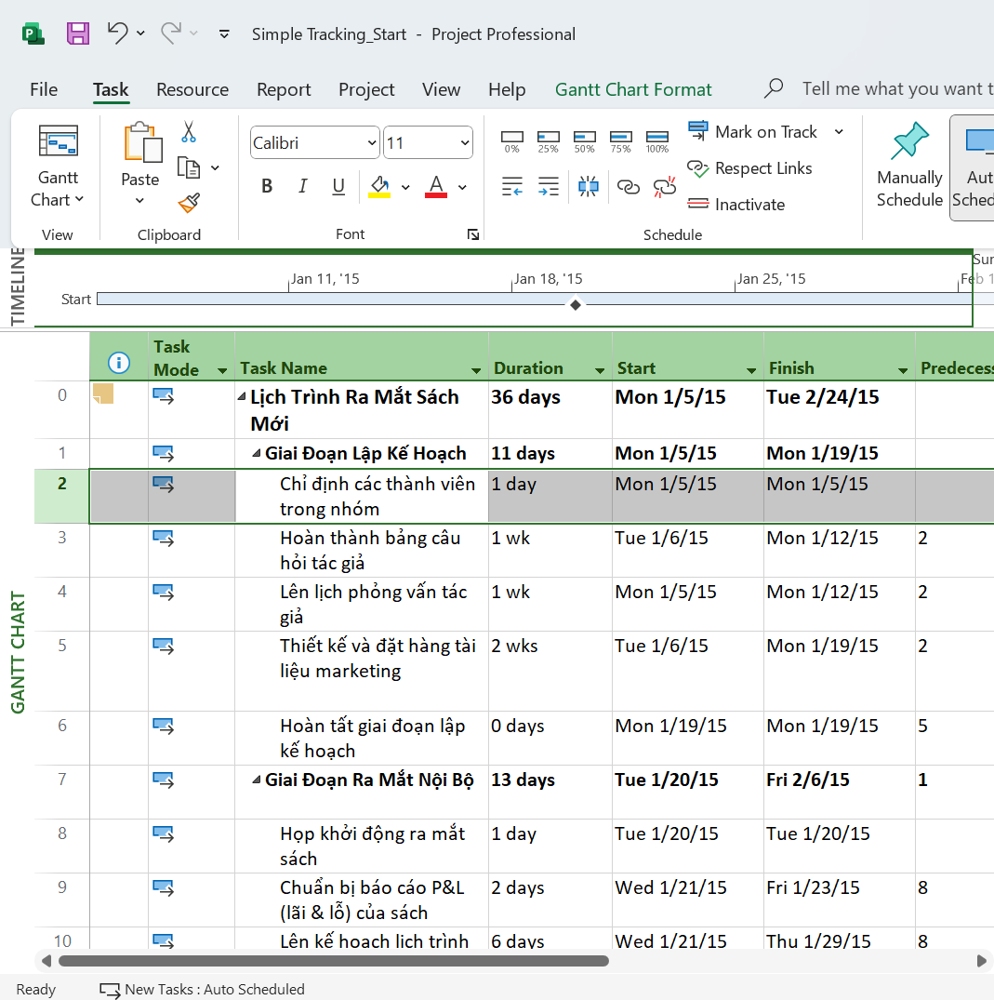 Simple Tracking_Start - Project Professional
File Task Resource Report Project View Help Gantt Chart Format Tell me what you want t
Gantt Chart
View
Paste
Clipboard
Calibri 11
B I U A
Font
0% 25% 50% 75% 100%
Mark on Track
Respect Links
Inactivate
Schedule
Manually Schedule
Aut
Sched
TIMELINE
Sun
Jan 11, '15 Jan 18, '15 Jan 25, '15 Feb 1
Start
GANTT CHART
Task Mode Task Name Duration Start Finish Predecess
0 Lịch Trình Ra Mắt Sách Mới 36 days Mon 1/5/15 Tue 2/24/15
1 Giai Đoạn Lập Kế Hoạch 11 days Mon 1/5/15 Mon 1/19/15
2 Chỉ định các thành viên trong nhóm 1 day Mon 1/5/15 Mon 1/5/15
3 Hoàn thành bảng câu hỏi tác giả 1 wk Tue 1/6/15 Mon 1/12/15 2
4 Lên lịch phỏng vấn tác giả 1 wk Mon 1/5/15 Mon 1/12/15 2
5 Thiết kế và đặt hàng tài liệu marketing 2 wks Tue 1/6/15 Mon 1/19/15 2
6 Hoàn tất giai đoạn lập kế hoạch 0 days Mon 1/19/15 Mon 1/19/15 5
7 Giai Đoạn Ra Mắt Nội Bộ 13 days Tue 1/20/15 Fri 2/6/15 1
8 Họp khởi động ra mắt sách 1 day Tue 1/20/15 Tue 1/20/15
9 Chuẩn bị báo cáo P&L (lãi & lỗ) của sách 2 days Wed 1/21/15 Fri 1/23/15 8
10 Lên kế hoạch lịch trình 6 days Wed 1/21/15 Thu 1/29/15 8
Ready New Tasks : Auto Scheduled